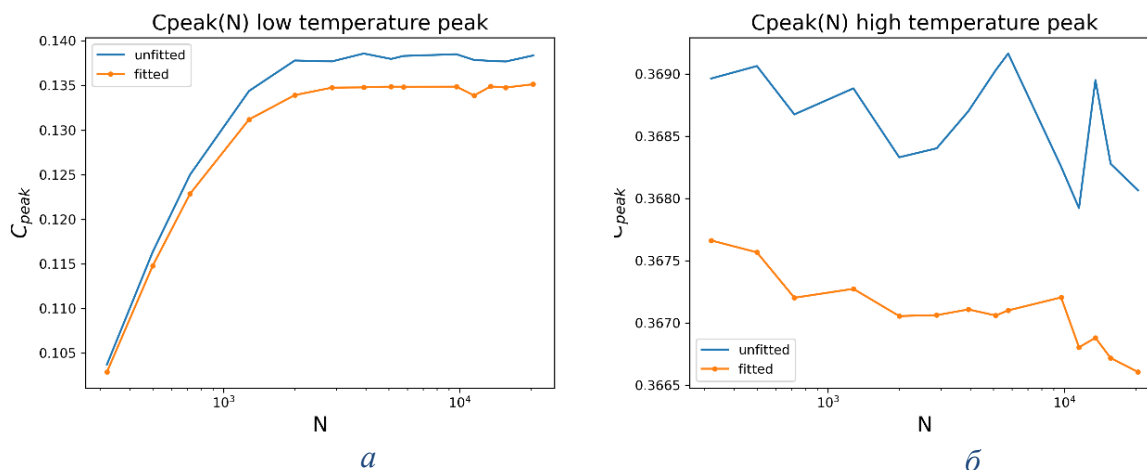 Cpeak(N) low temperature peak
0.140
0.135
0.130
0.125
0.120
0.115
0.110
0.105
C_peak
unfitted
fitted
10³
10⁴
N
а
Cpeak(N) high temperature peak
0.3690
0.3685
0.3680
0.3675
0.3670
0.3665
C_peak
unfitted
fitted
10³
10⁴
N
б